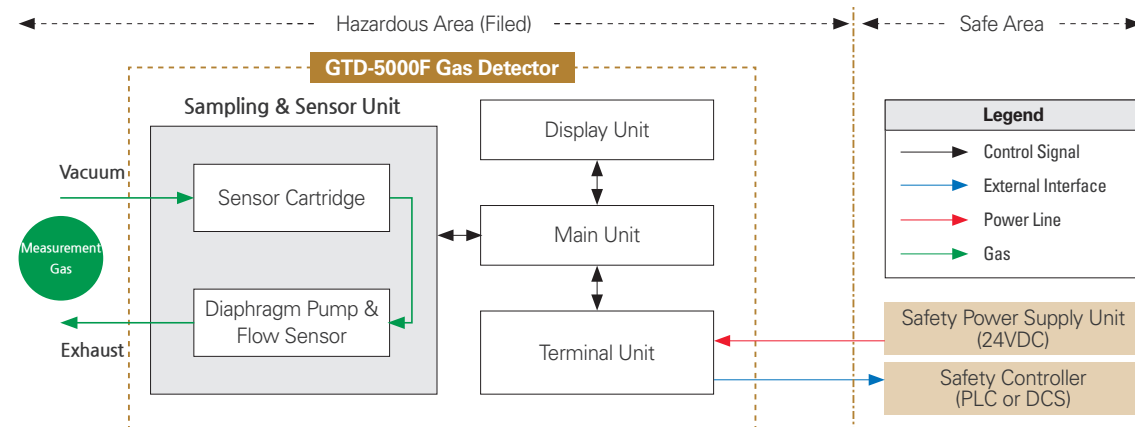 Hazardous Area (Filed)
Safe Area
GTD-5000F Gas Detector
Sampling & Sensor Unit
Vacuum
Measurement
Gas
Exhaust
Sensor Cartridge
Diaphragm Pump &
Flow Sensor
Display Unit
Main Unit
Terminal Unit
Legend
Control Signal
External Interface
Power Line
Gas
Safety Power Supply Unit
(24VDC)
Safety Controller
(PLC or DCS)